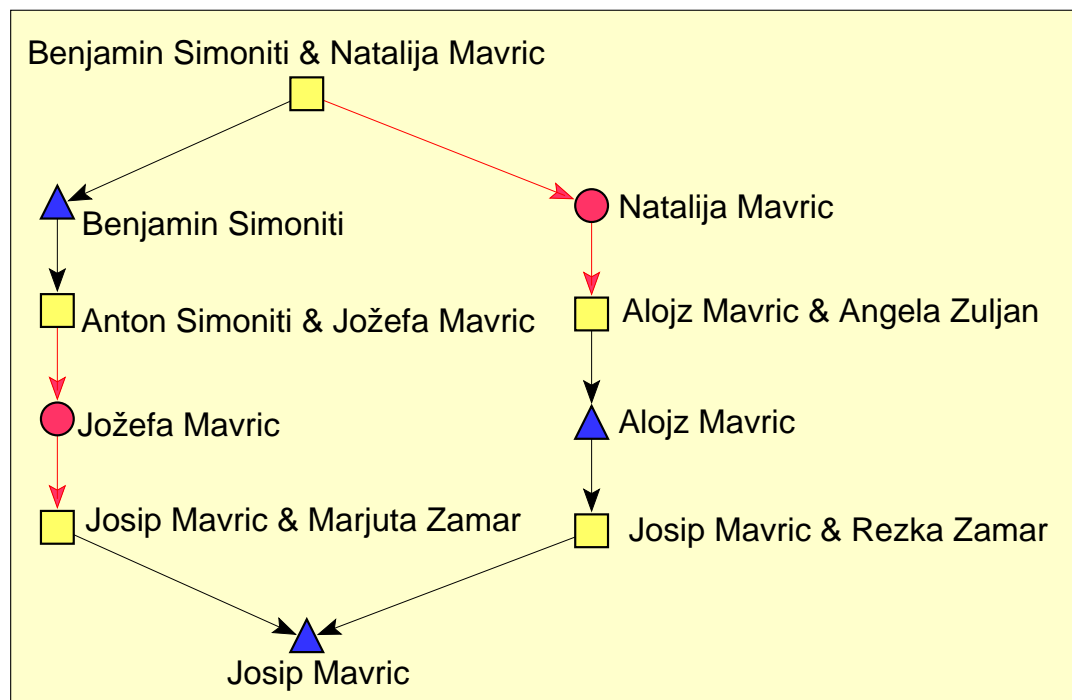 Benjamin Simoniti & Natalija Mavric
Benjamin Simoniti
Natalija Mavric
Anton Simoniti & Jožefa Mavric
Alojz Mavric & Angela Zuljan
Jožefa Mavric
Alojz Mavric
Josip Mavric & Marjuta Zamar
Josip Mavric & Rezka Zamar
Josip Mavric